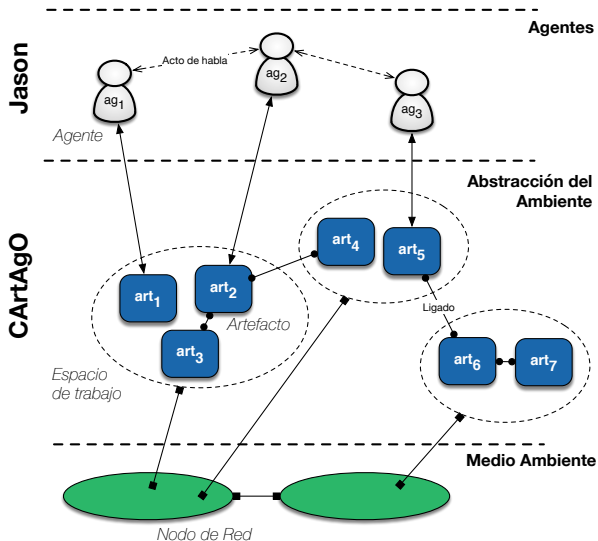 Agentes
Jason
Acto de habla
ag1
ag2
ag3
Agente
Abstracción del
Ambiente
CArtAgO
art4
art5
art1
art2
Artefacto
art3
Ligado
art6
art7
Espacio
de trabajo
Medio Ambiente
Nodo de Red